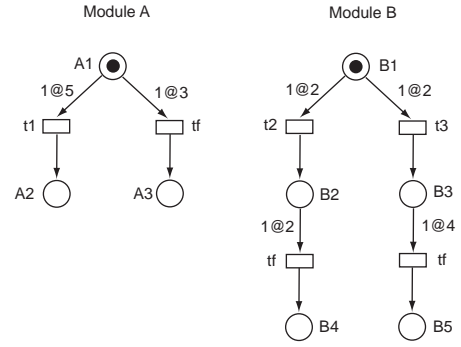 Module A
Module B
A1
B1
1@5
1@3
1@2
1@2
t1
tf
t2
t3
A2
A3
B2
B3
1@2
1@4
tf
tf
B4
B5